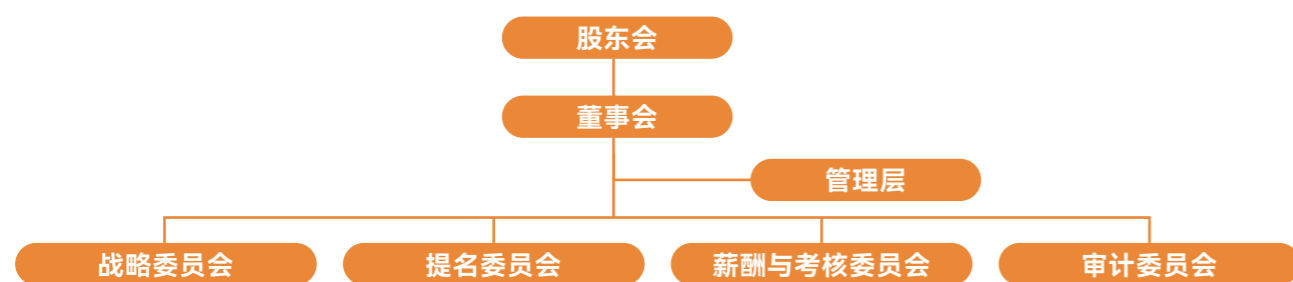 股东会
董事会
管理层
战略委员会
提名委员会
薪酬与考核委员会
审计委员会